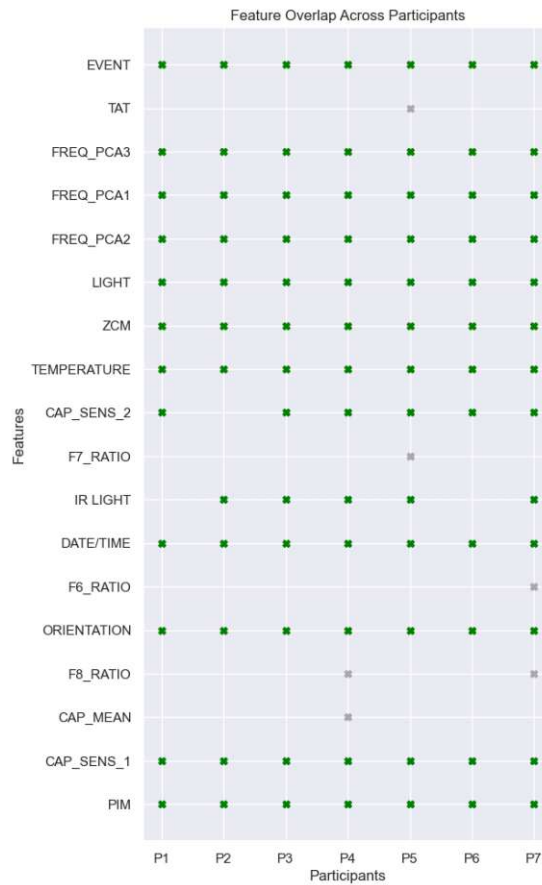 Feature Overlap Across Participants
EVENT
TAT
FREQ_PCA3
FREQ_PCA1
FREQ_PCA2
LIGHT
ZCM
TEMPERATURE
CAP_SENS_2
F7_RATIO
IR LIGHT
DATE/TIME
F6_RATIO
ORIENTATION
F8_RATIO
CAP_MEAN
CAP_SENS_1
PIM
Features
P1 P2 P3 P4 P5 P6 P7
Participants